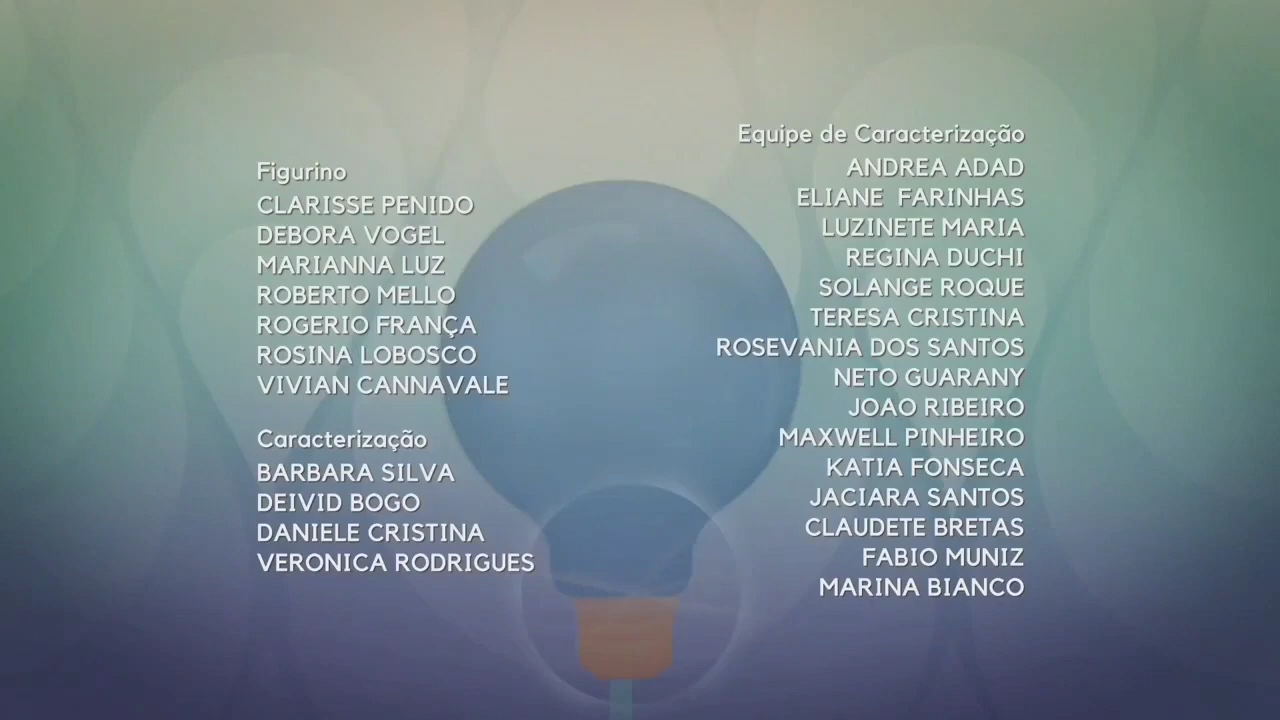 Figurino
CLARISSE PENIDO
DEBORA VOGEL
MARIANNA LUZ
ROBERTO MELLO
ROGERIO FRANÇA
ROSINA LOBOSCO
VIVIAN CANNAVALE
Caracterização
BARBARA SILVA
DEIVID BOGO
DANIELE CRISTINA
VERONICA RODRIGUES
Equipe de Caracterização
ANDREA ADAD
ELIANE FARINHAS
LUZINETE MARIA
REGINA DUCHI
SOLANGE ROQUE
TERESA CRISTINA
ROSEVANIA DOS SANTOS
NETO GUARANY
JOAO RIBEIRO
MAXWELL PINHEIRO
KATIA FONSECA
JACIARA SANTOS
CLAUDETE BRETAS
FABIO MUNIZ
MARINA BIANCO